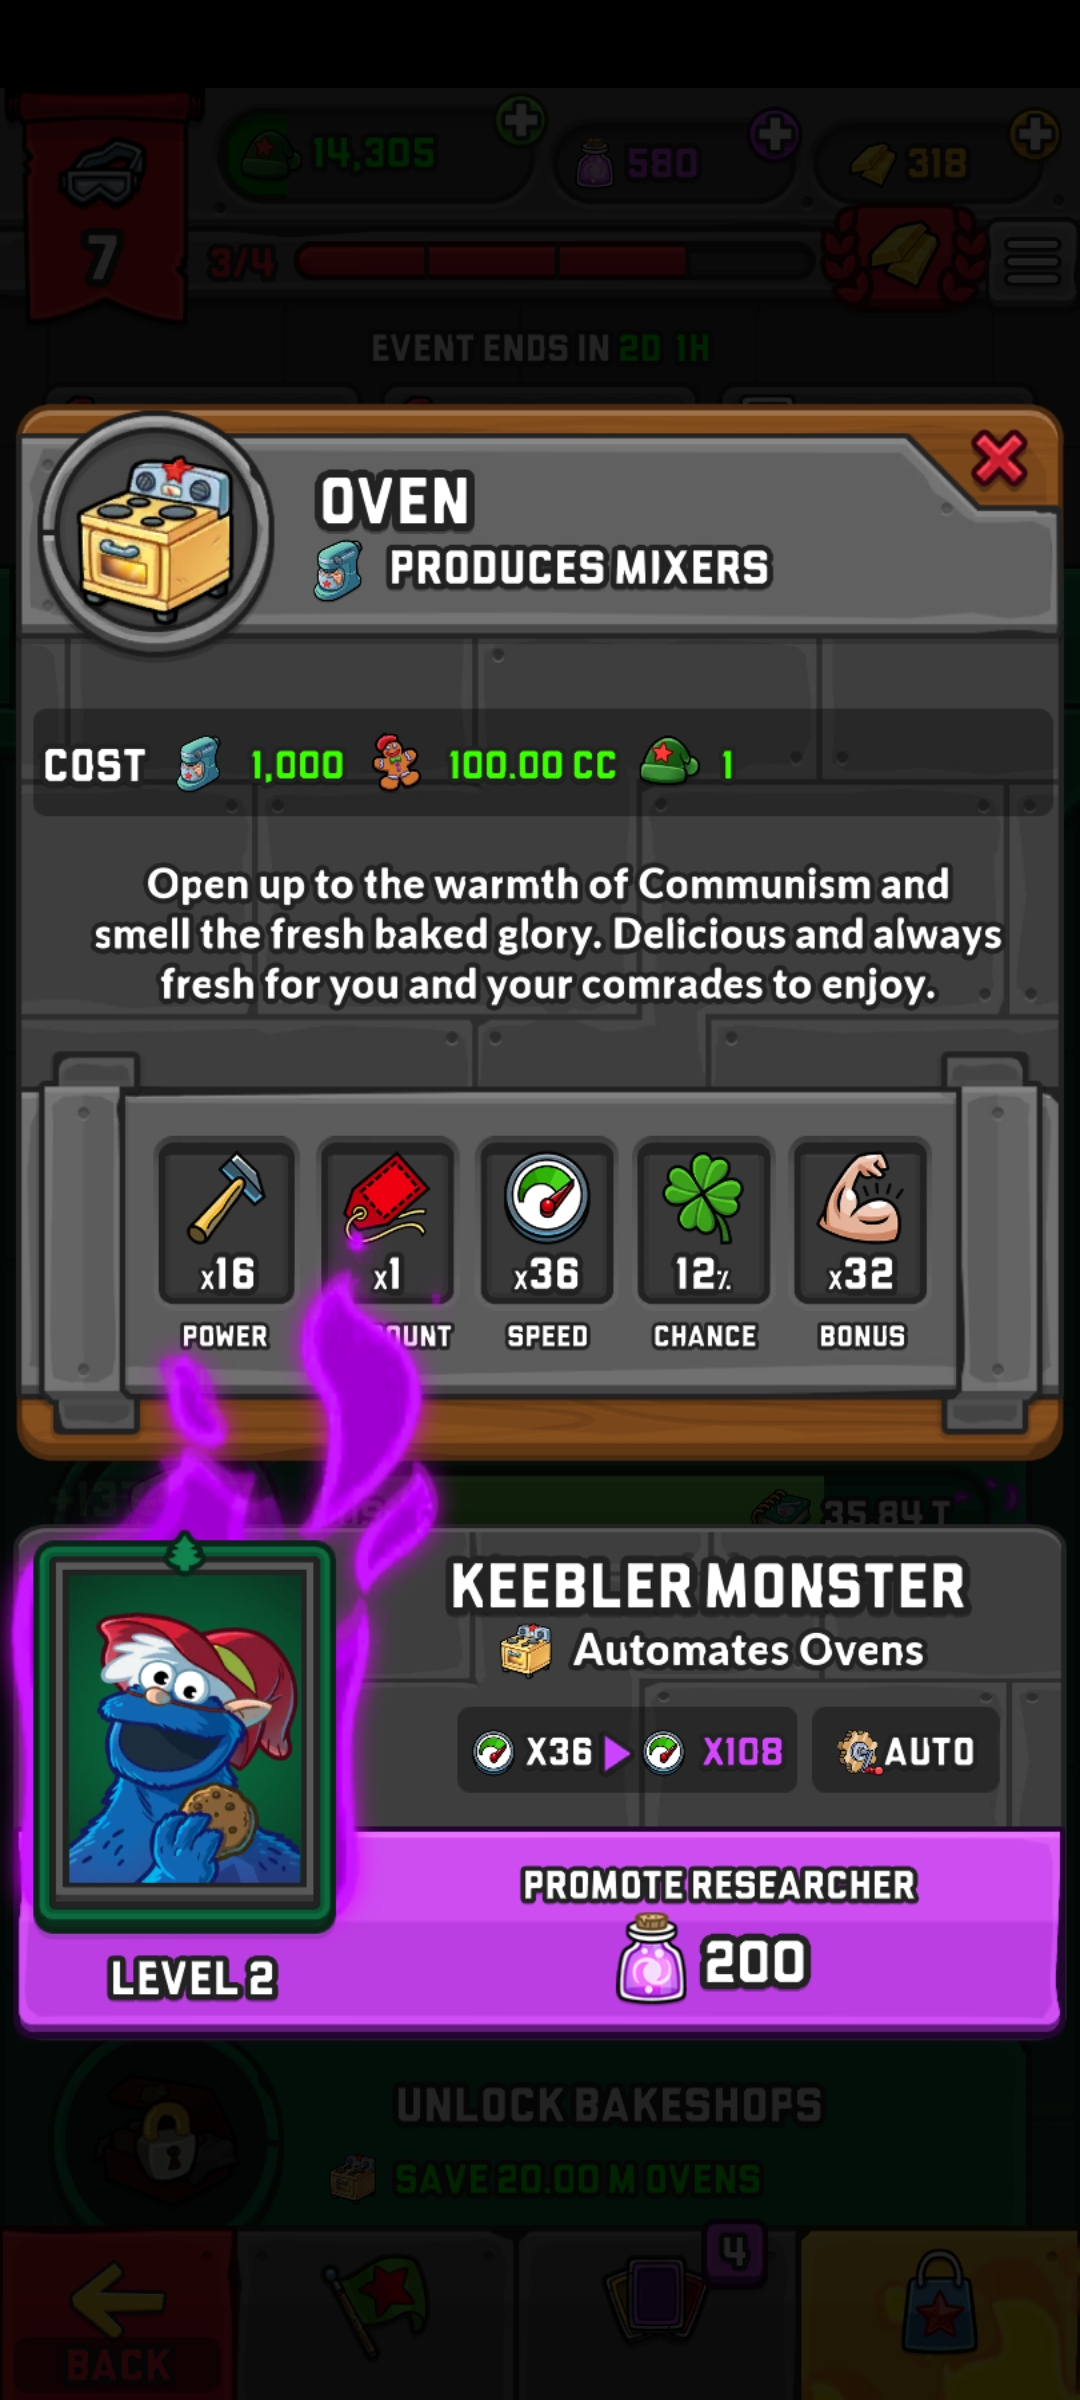 14,305
580
318
7
3/4
EVENT ENDS IN 2D 1H
OVEN
PRODUCES MIXERS
COST 1,000 100.00 CC 1
Open up to the warmth of Communism and
smell the fresh baked glory. Delicious and always
fresh for you and your comrades to enjoy.
x16 x1 x36 12% x32
POWER OUNT SPEED CHANCE BONUS
35.84 T
KEEBLER MONSTER
Automates Ovens
X36 X108 AUTO
PROMOTE RESEARCHER
200
LEVEL 2
UNLOCK BAKESHOPS
SAVE 20.00 M OVENS
4
BACK